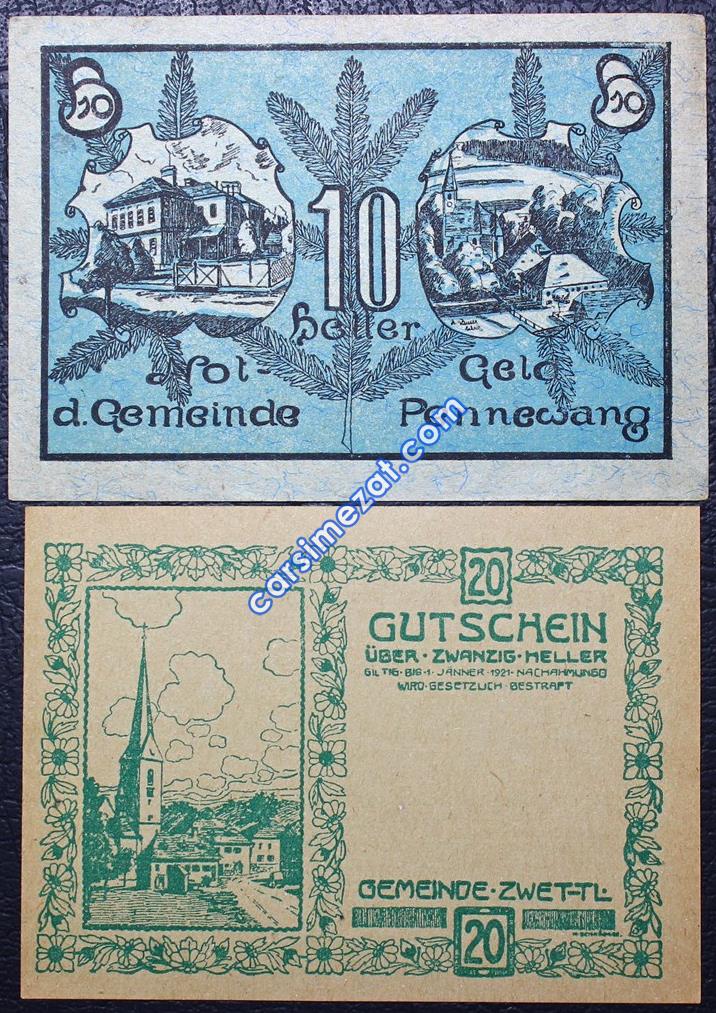 10
10
10
Heller
Not-
Geld
d. Gemeinde
Pennewang
carsimezat.com
20
GUTSCHEIN
ÜBER · ZWANZIG · HELLER
GILTIG · BIS · 1 · JÄNNER · 1921 · NACHAHMUNG
WIRD · GESETZLICH · BESTRAFT
GEMEINDE · ZWETTL ·
20